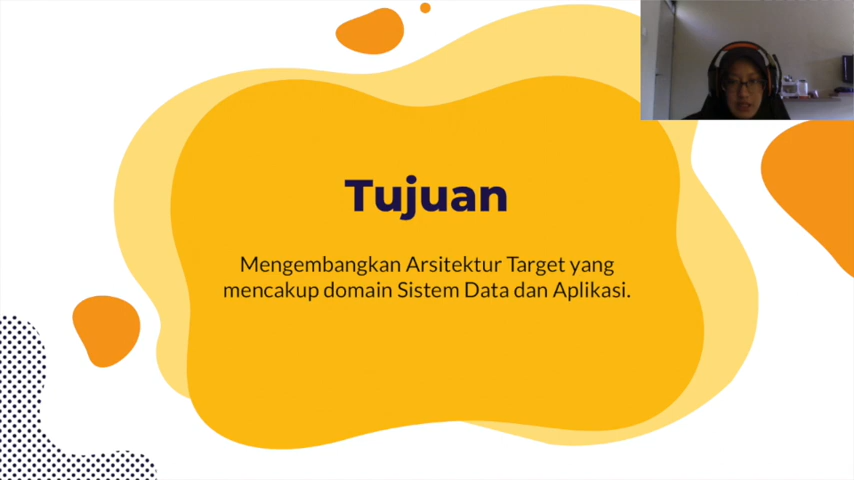 Tujuan
Mengembangkan Arsitektur Target yang
mencakup domain Sistem Data dan Aplikasi.